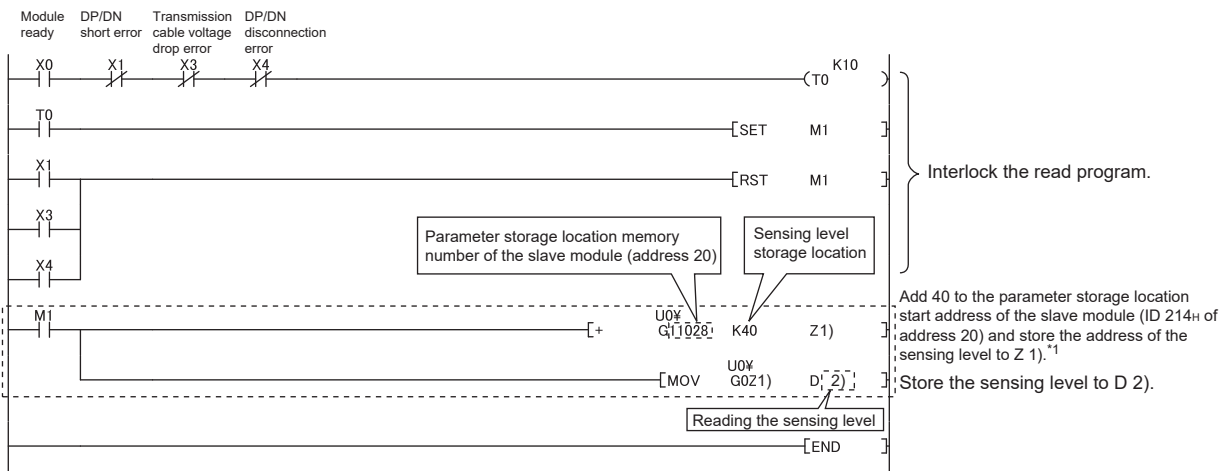 Module ready
DP/DN short error
Transmission cable voltage drop error
DP/DN disconnection error
X0 X1 X3 X4 K10
T0
T0
SET M1
X1
RST M1
X3
X4
Interlock the read program.
Parameter storage location memory
number of the slave module (address 20)
Sensing level
storage location
M1
U0¥
+ G11028 K40 Z1)
U0¥
MOV G0Z1) D 2)
Reading the sensing level
END
Add 40 to the parameter storage location
start address of the slave module (ID 214H of
address 20) and store the address of the
sensing level to Z 1).*1
Store the sensing level to D 2).